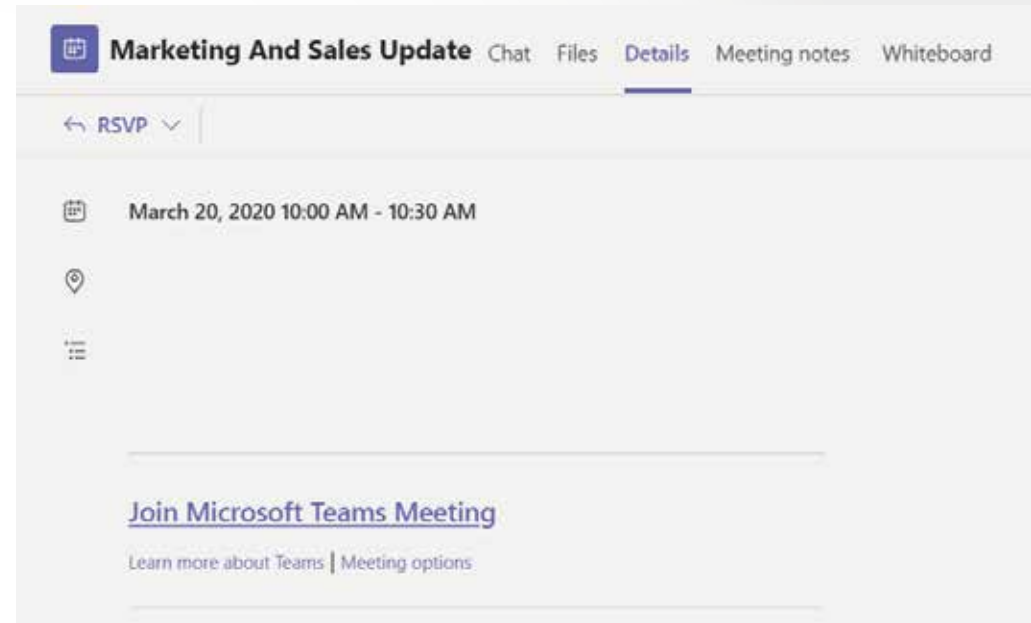 Marketing And Sales Update Chat Files Details Meeting notes Whiteboard
RSVP
March 20, 2020 10:00 AM - 10:30 AM
Join Microsoft Teams Meeting
Learn more about Teams | Meeting options